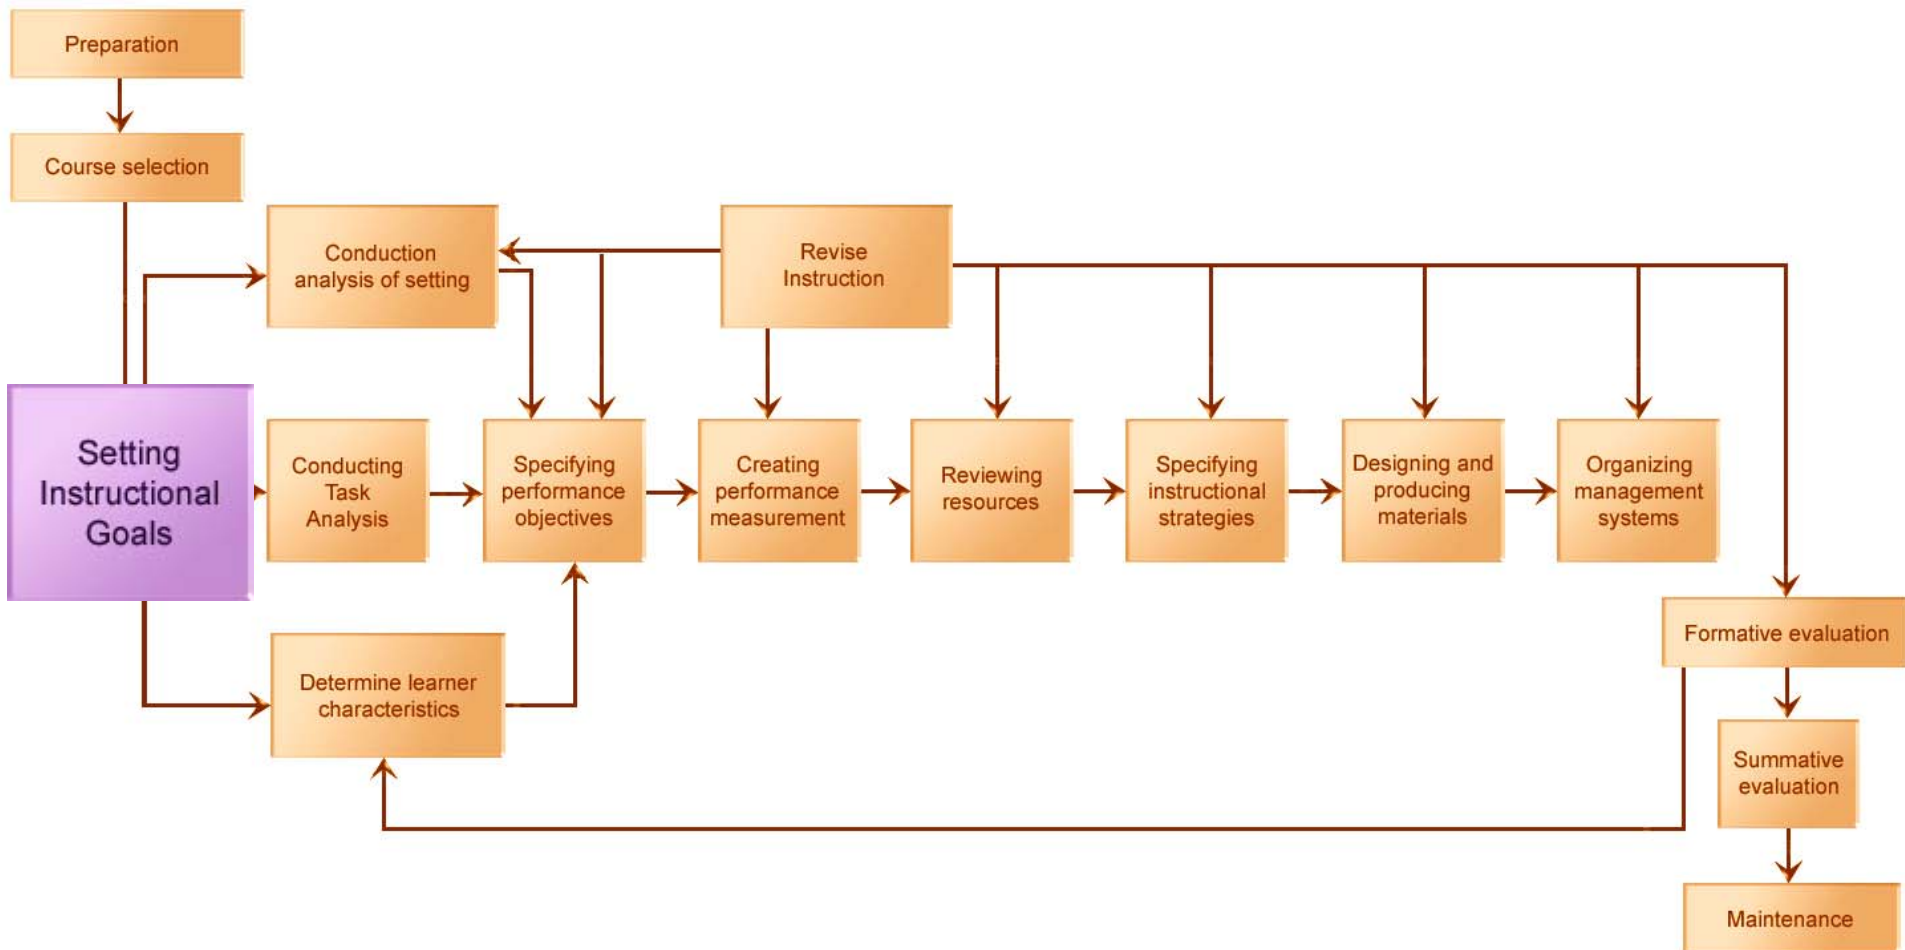 Preparation
Course selection
Conduction
analysis of setting
Revise
Instruction
Setting
Instructional
Goals
Conducting
Task
Analysis
Specifying
performance
objectives
Creating
performance
measurement
Reviewing
resources
Specifying
instructional
strategies
Designing and
producing
materials
Organizing
management
systems
Formative evaluation
Determine learner
characteristics
Summative
evaluation
Maintenance